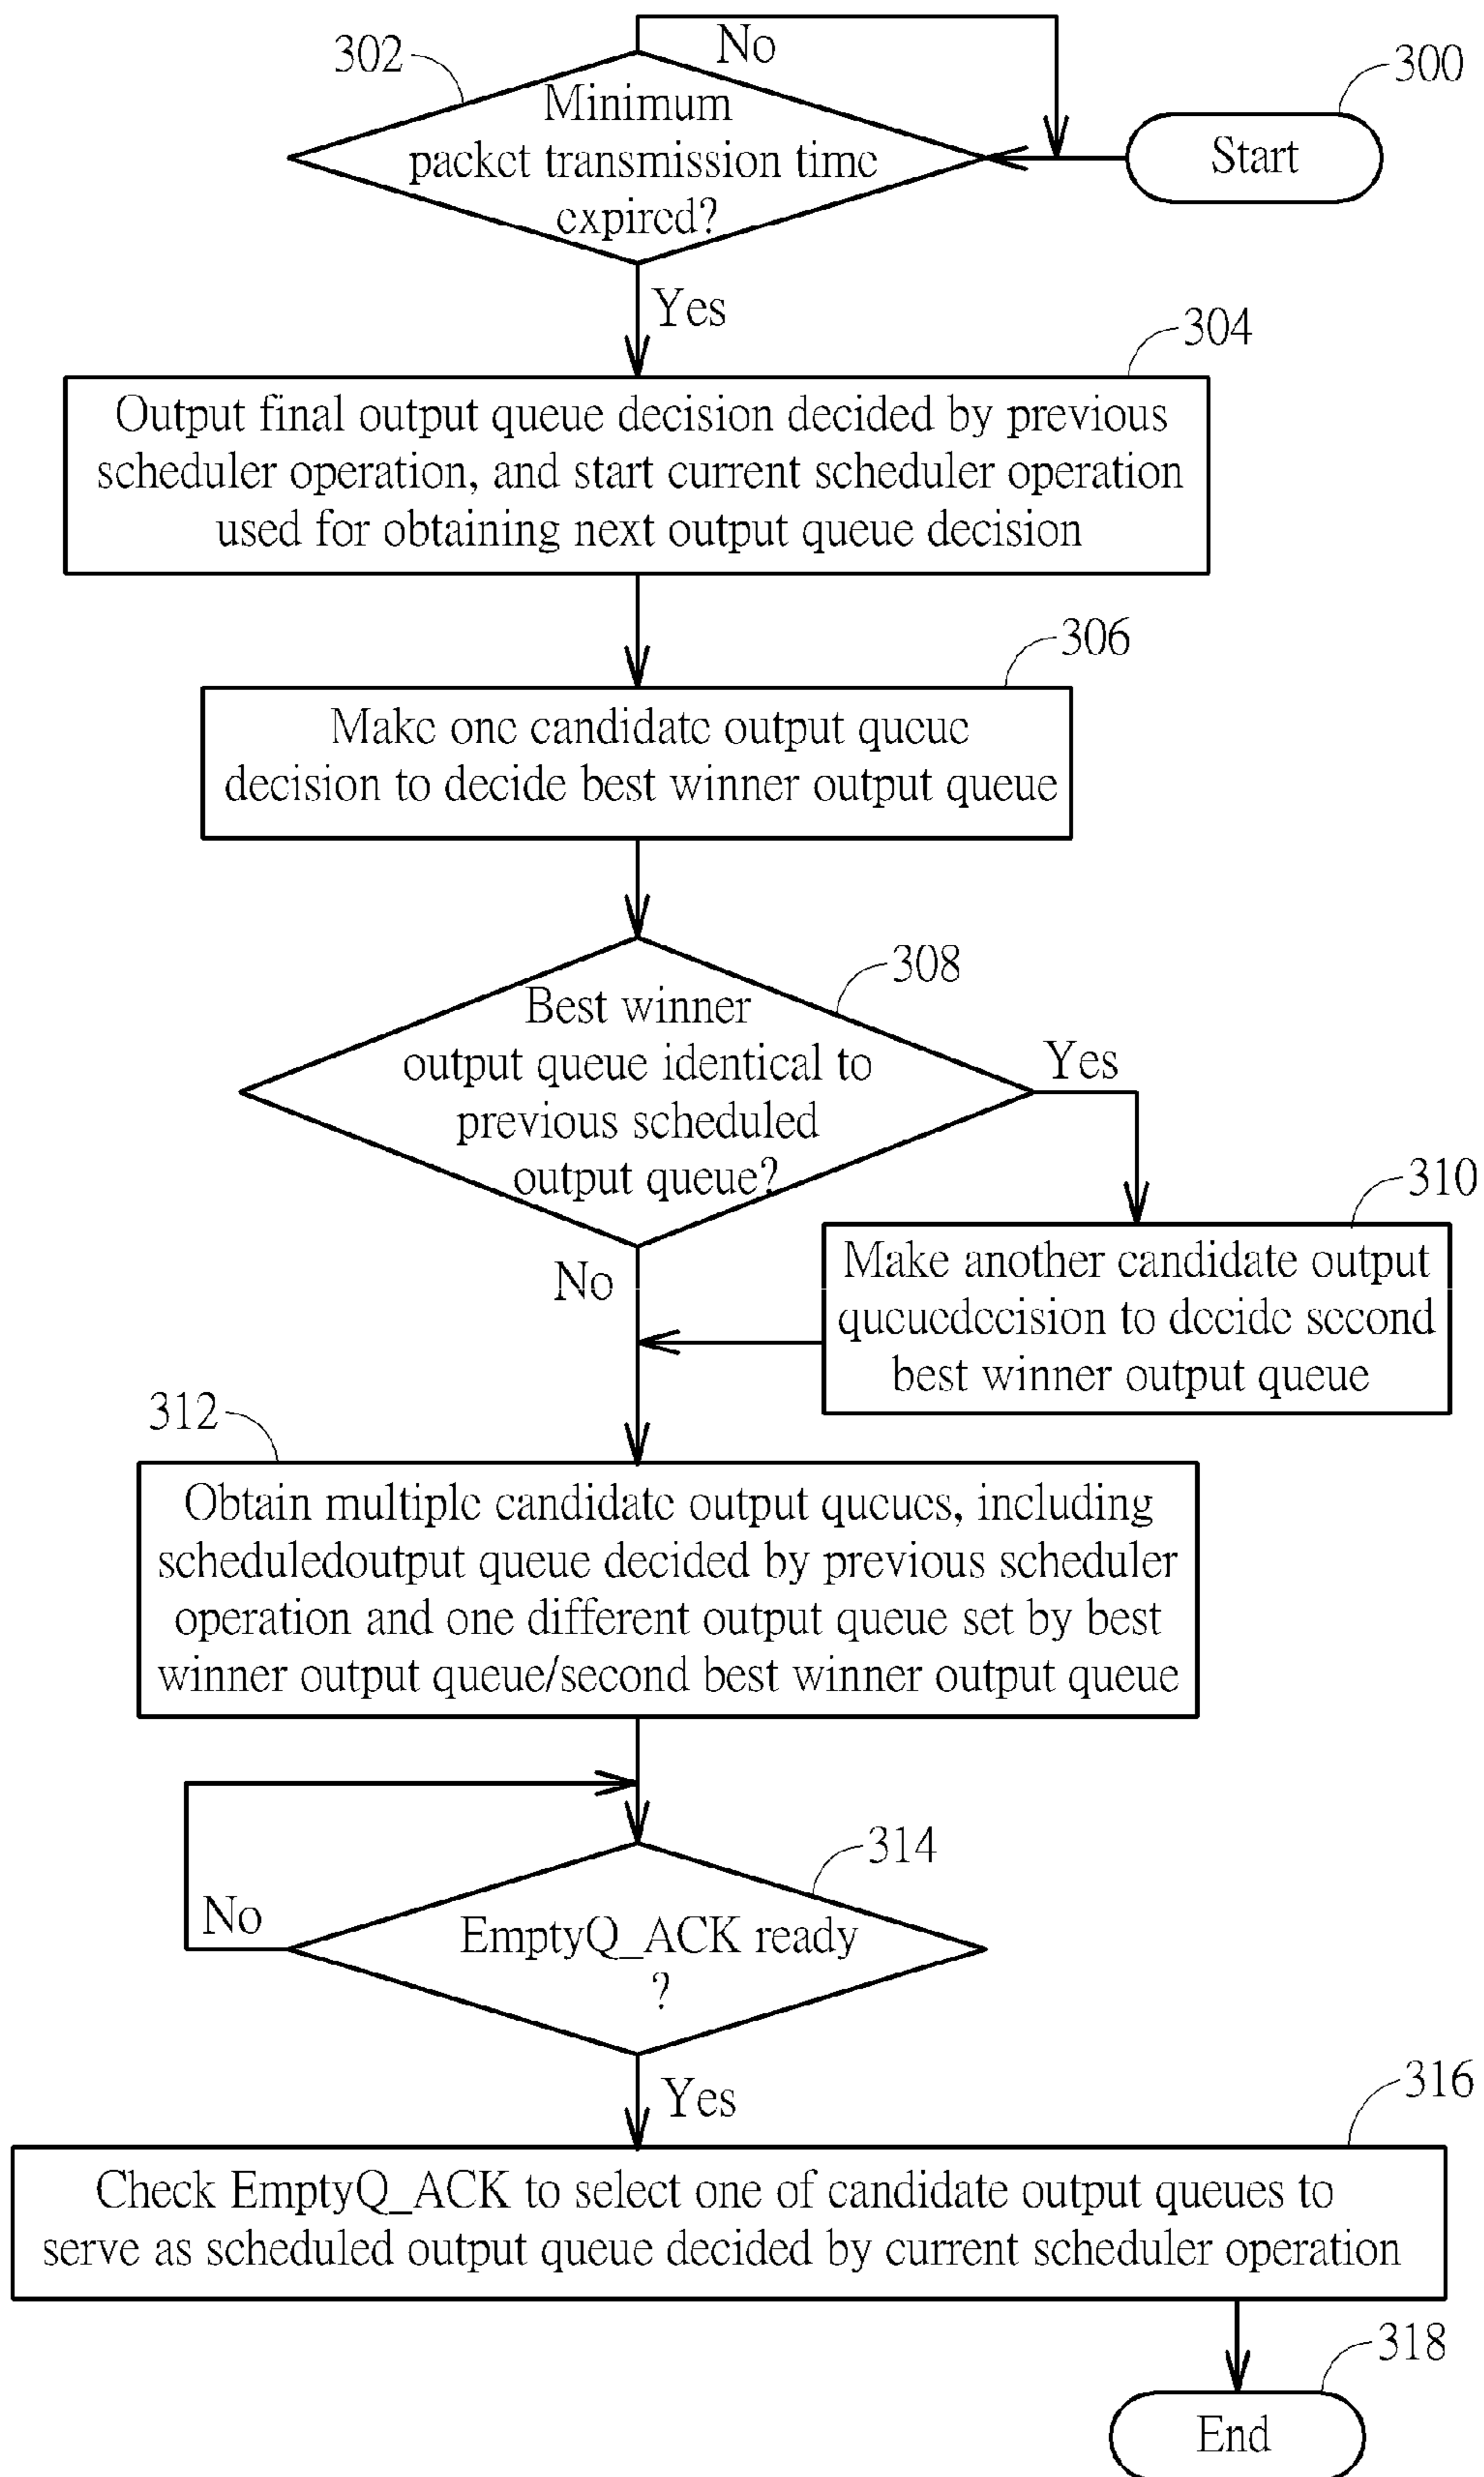 No
302
300
Minimum
packet transmission time
expired?
Start
Yes
304
Output final output queue decision decided by previous
scheduler operation, and start current scheduler operation
used for obtaining next output queue decision
306
Make one candidate output queue
decision to decide best winner output queue
308
Best winner
output queue identical to
previous scheduled
output queue?
Yes
310
No
Make another candidate output
queuedecision to decide second
best winner output queue
312
Obtain multiple candidate output queues, including
scheduledoutput queue decided by previous scheduler
operation and one different output queue set by best
winner output queue/second best winner output queue
314
No
EmptyQ_ACK ready
?
Yes
316
Check EmptyQ_ACK to select one of candidate output queues to
serve as scheduled output queue decided by current scheduler operation
318
End